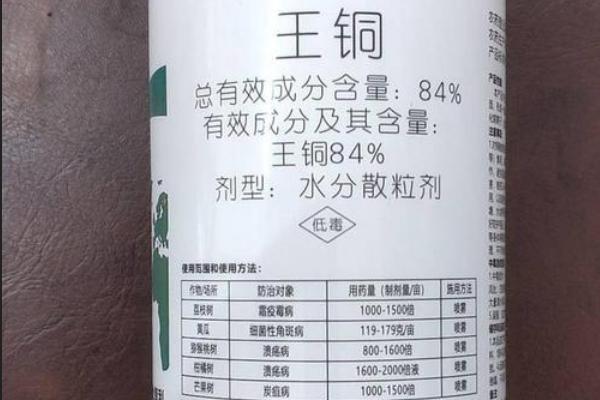 王铜
总有效成分含量：84%
有效成分及其含量：
王铜84%
剂型：水分散粒剂
低毒
使用范围和使用方法：
作物/场所 防治对象 用药量（制剂量/亩） 施用方法
荔枝树 霜疫霉病 1000-1500倍 喷雾
黄瓜 细菌性角斑病 119-179克/亩 喷雾
猕猴桃树 溃疡病 800-1600倍 喷雾
柑橘树 溃疡病 1600-2000倍液 喷雾
芒果树 炭疽病 1000-1500倍 喷雾